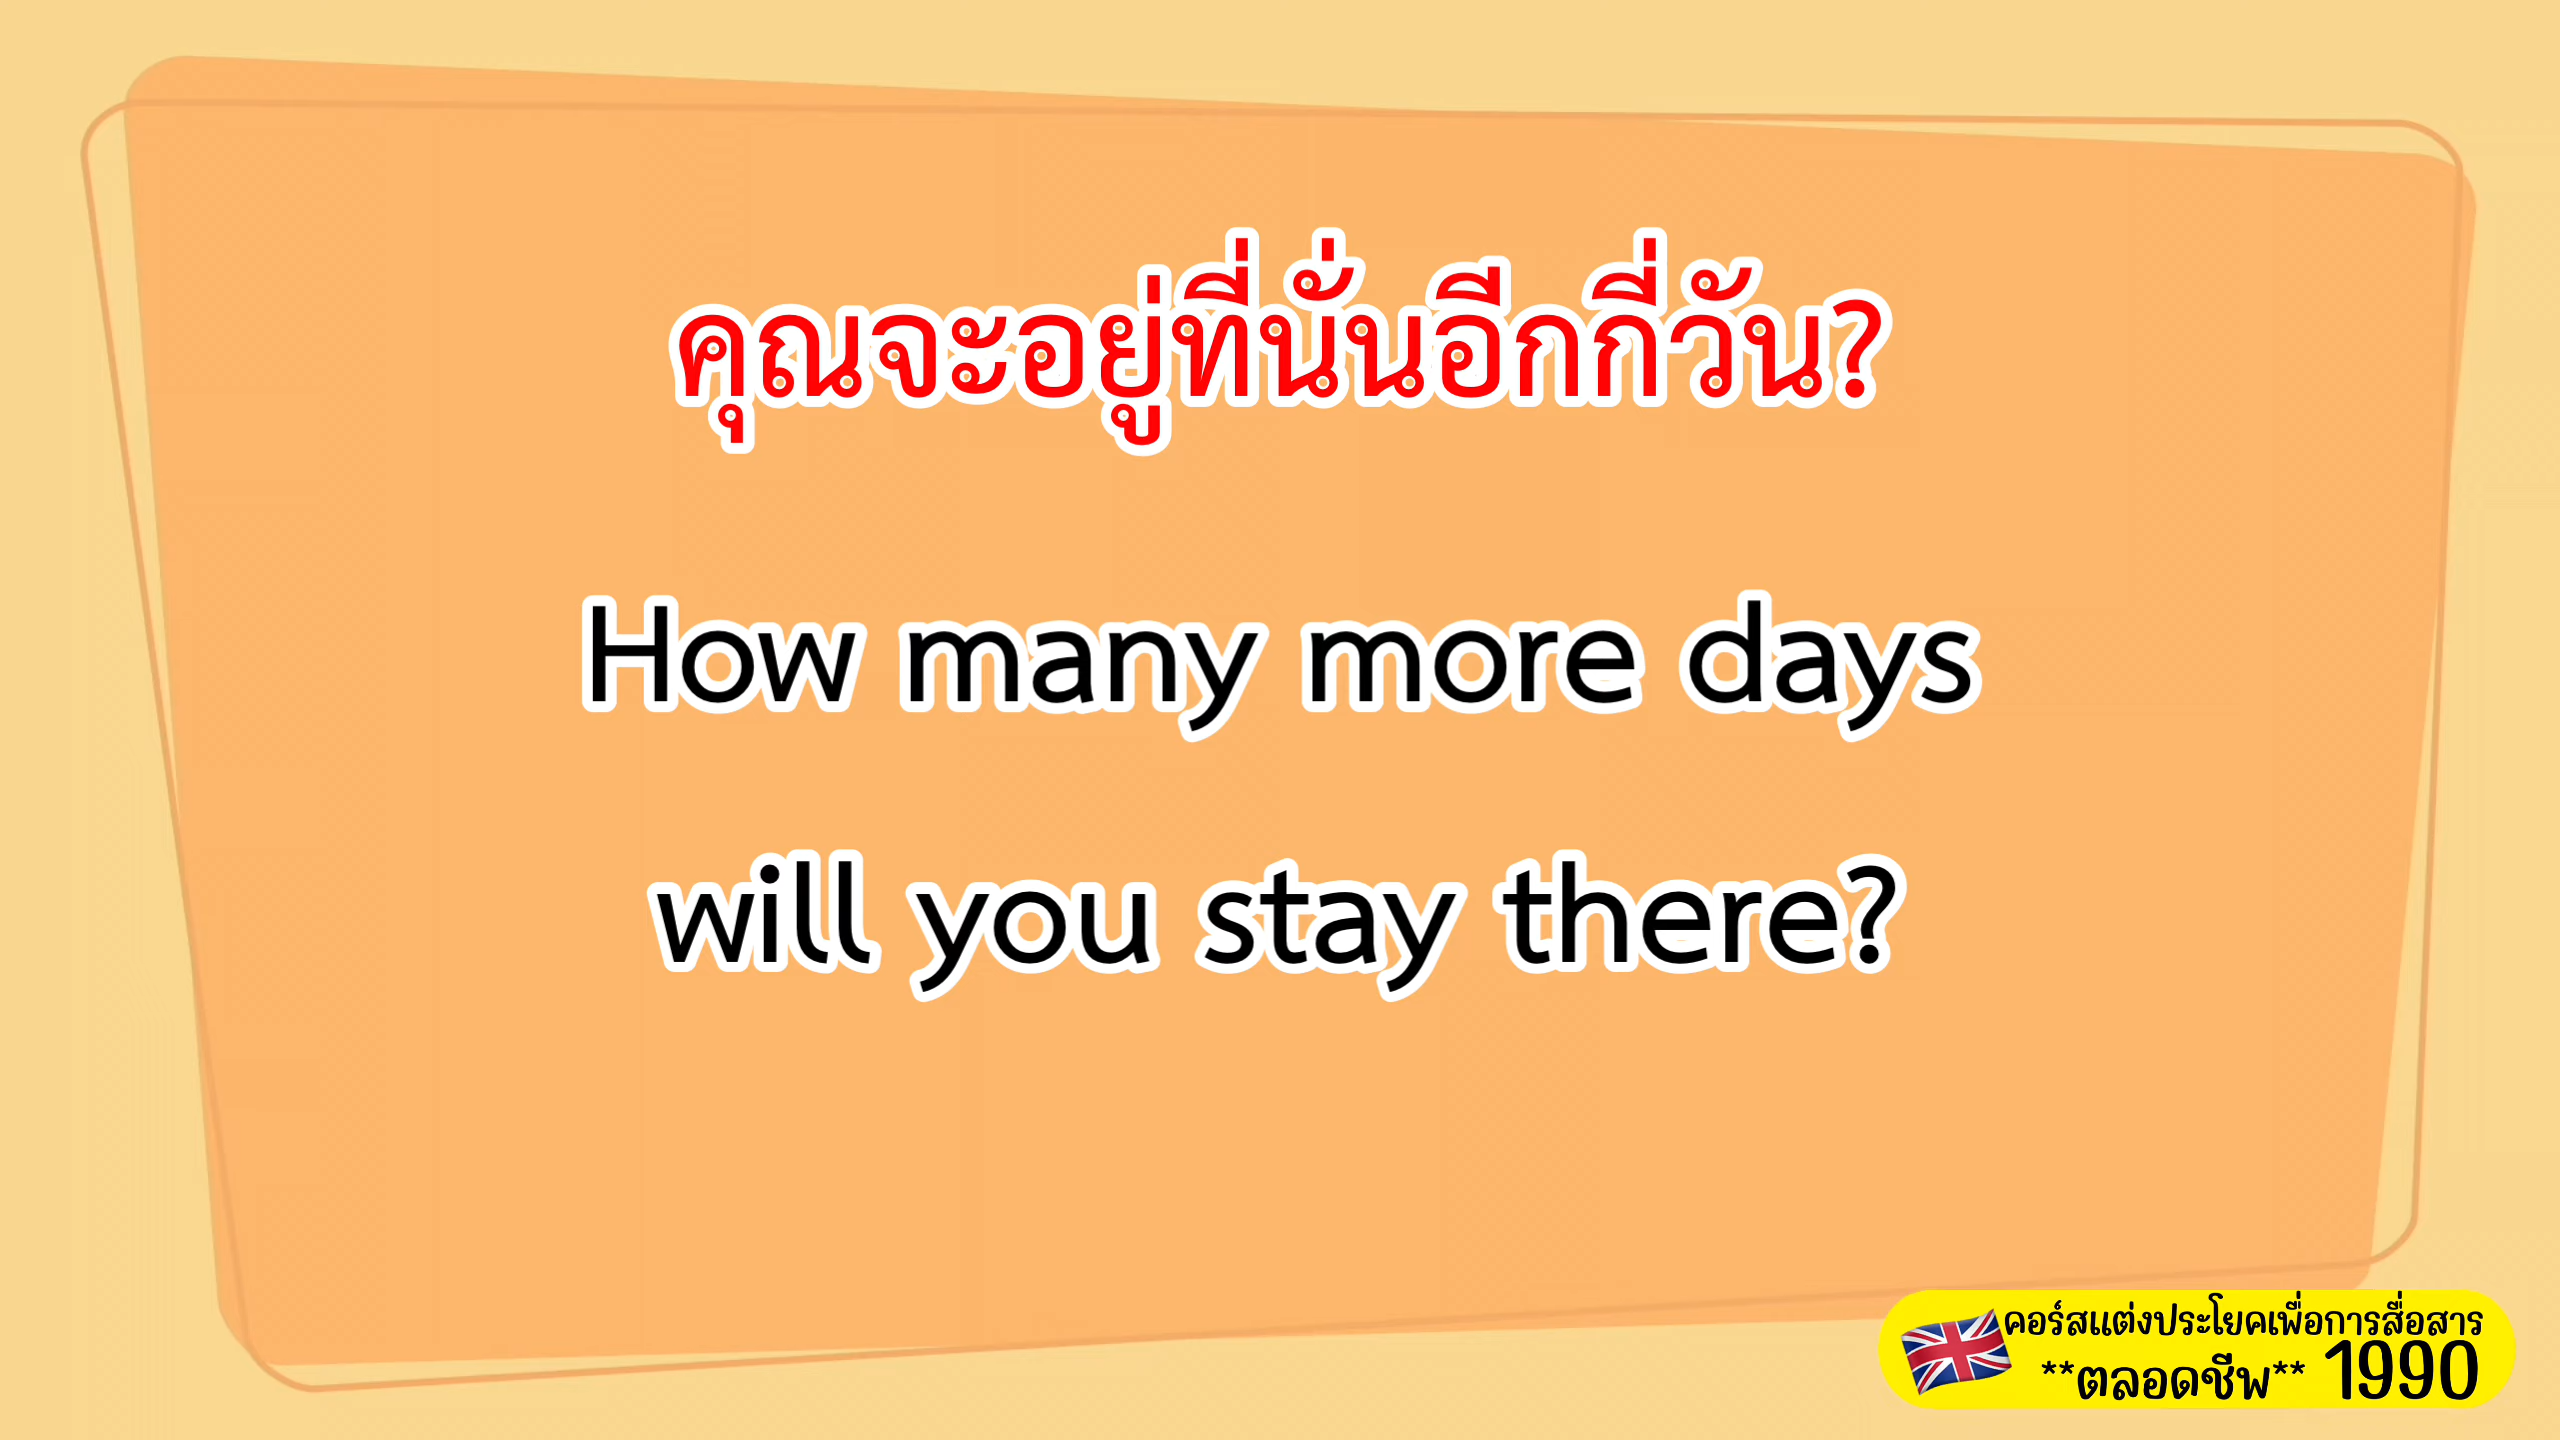 คุณจะอยู่ที่นั่นอีกกี่วัน?
How many more days
will you stay there?
คอร์สแต่งประโยคเพื่อการสื่อสาร
**ตลอดชีพ** 1990